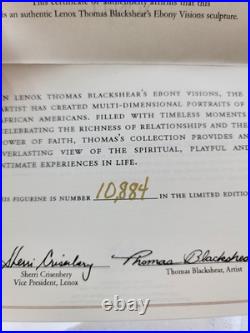 This certificate of authenticity affirms that this
is an authentic Lenox Thomas Blackshear's Ebony Visions sculpture.
IN LENOX THOMAS BLACKSHEAR'S EBONY VISIONS, THE
ARTIST HAS CREATED MULTI-DIMENSIONAL PORTRAITS OF
AFRICAN AMERICANS. FILLED WITH TIMELESS MOMENTS
CELEBRATING THE RICHNESS OF RELATIONSHIPS AND THE
POWER OF FAITH, THOMAS'S COLLECTION PROVIDES AN
EVERLASTING VIEW OF THE SPIRITUAL, PLAYFUL AND
INTIMATE EXPERIENCES IN LIFE.
THIS FIGURINE IS NUMBER 10,884 IN THE LIMITED EDITION
Sherri Crisenbery Thomas Blackshear
Sherri Crisenbery Thomas Blackshear, Artist
Vice President, Lenox